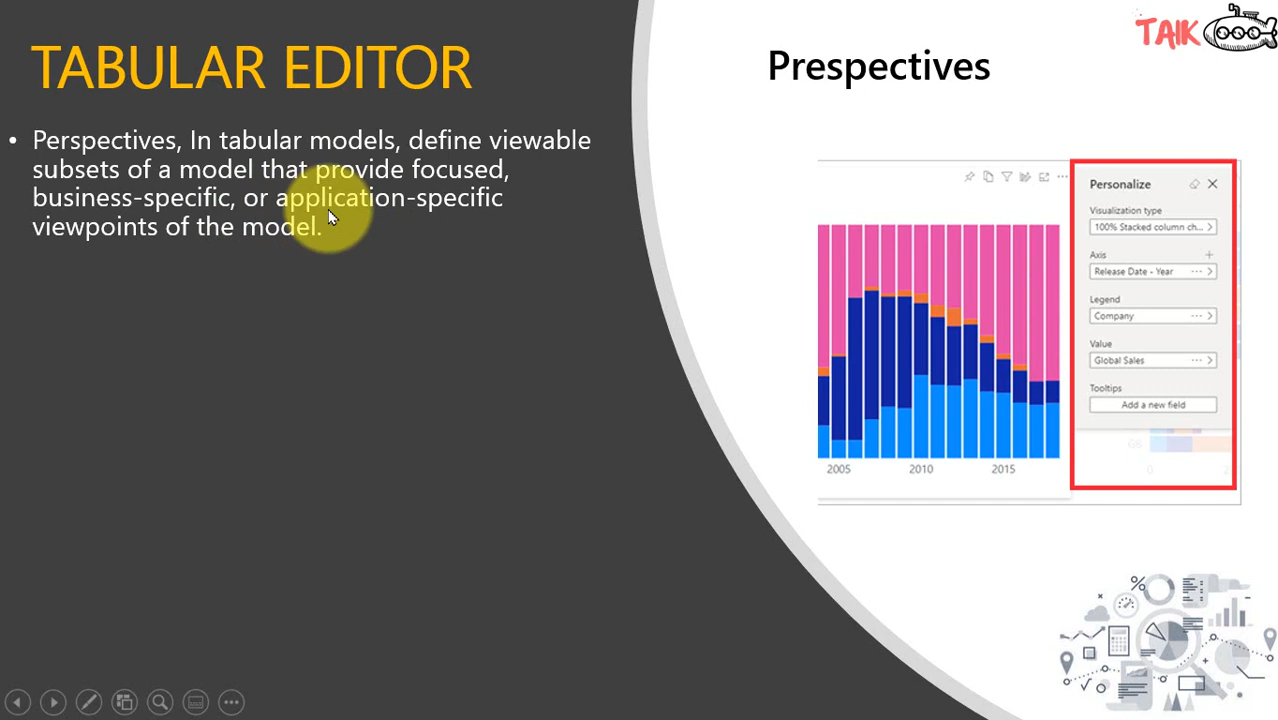 TABULAR EDITOR
• Perspectives, In tabular models, define viewable
subsets of a model that provide focused,
business-specific, or application-specific
viewpoints of the model.
TAIK
Prespectives
Personalize
Visualization type
100% Stacked column ch...
Axis
Release Date - Year
Legend
Company
Value
Global Sales
Tooltips
Add a new field
2005 2010 2015
0